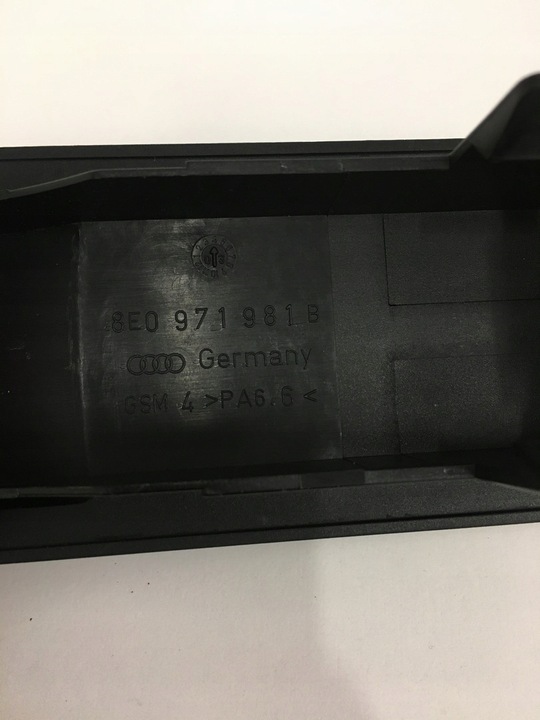 8E0 971 981 B
Germany
GSM 4 >PA6.6<